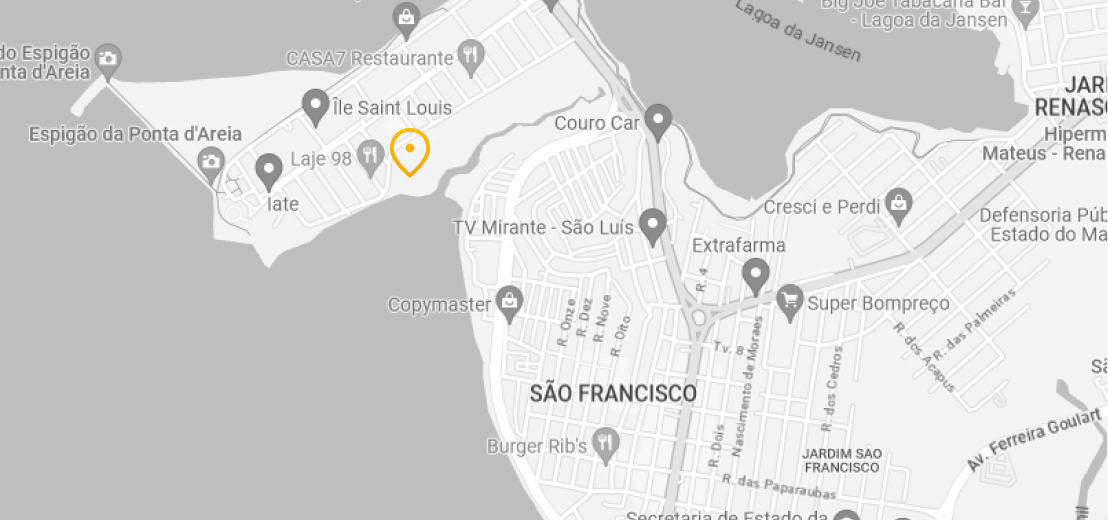 Big Joe Tabacaria Bar
- Lagoa da Jansen
Lagoa da Jansen
do Espigão
nta d'Areia
CASA7 Restaurante
JARI
RENASC
Île Saint Louis
Couro Car
Espigão da Ponta d'Areia
Hiperm
Mateus - Rena
Laje 98
Iate
Cresci e Perdi
Defensoria Púb
Estado do Ma
TV Mirante - São Luís
Extrafarma
R. 4
Copymaster
Super Bompreço
R. Onze
R. Dez
R. Nove
R. Oito
R. das Palmeiras
R. dos Acapus
Tv. 8
Nascimento de Moraes
R. dos Cedros
SÃO FRANCISCO
Av. Ferreira Goulart
R. Dois
Burger Rib's
JARDIM SAO
FRANCISCO
R. das Paparaubas
Secretaria de Estado da